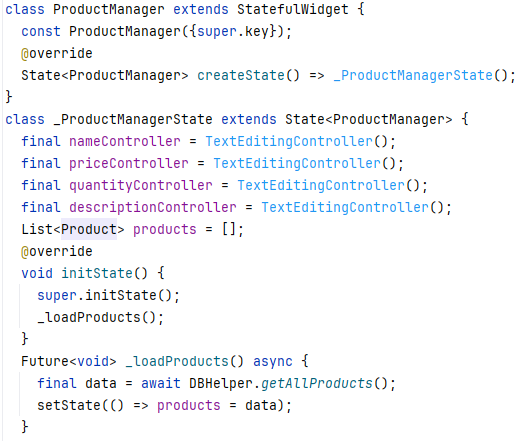 class ProductManager extends StatefulWidget {
  const ProductManager({super.key});
  @override
  State<ProductManager> createState() => _ProductManagerState();
}
class _ProductManagerState extends State<ProductManager> {
  final nameController = TextEditingController();
  final priceController = TextEditingController();
  final quantityController = TextEditingController();
  final descriptionController = TextEditingController();
  List<Product> products = [];
  @override
  void initState() {
    super.initState();
    _loadProducts();
  }
  Future<void> _loadProducts() async {
    final data = await DBHelper.getAllProducts();
    setState(() => products = data);
  }